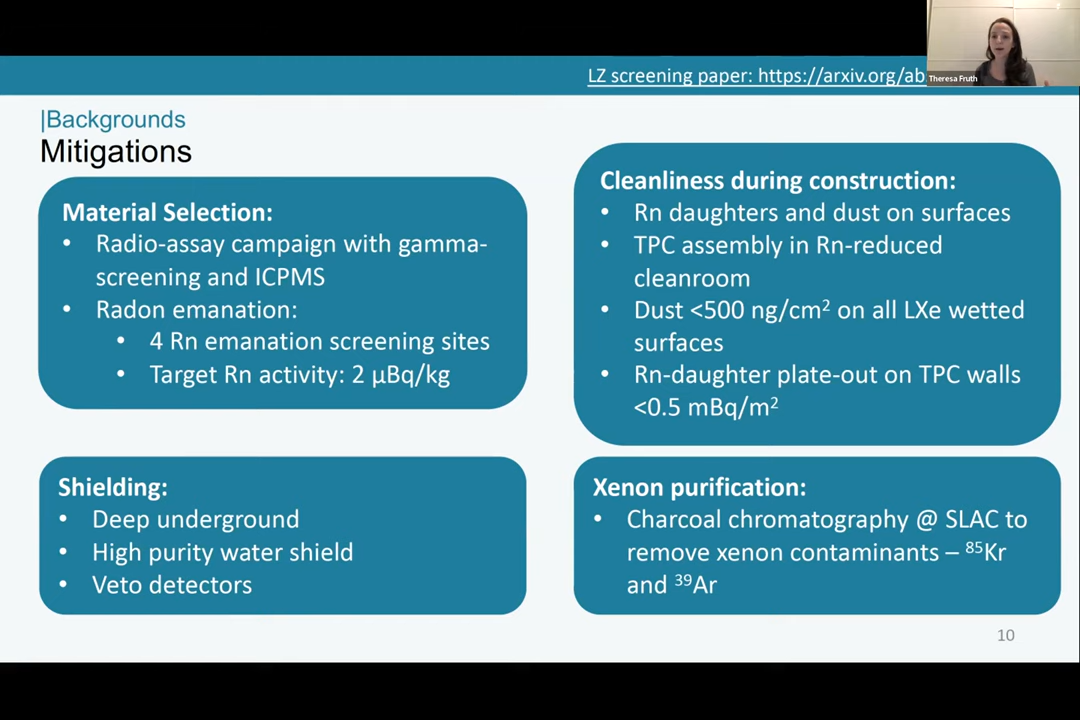 LZ screening paper: https://arxiv.org/ab
Theresa Fruth
|Backgrounds
Mitigations
Material Selection:
• Radio-assay campaign with gamma-
screening and ICPMS
• Radon emanation:
• 4 Rn emanation screening sites
• Target Rn activity: 2 μBq/kg
Cleanliness during construction:
• Rn daughters and dust on surfaces
• TPC assembly in Rn-reduced
cleanroom
• Dust <500 ng/cm² on all LXe wetted
surfaces
• Rn-daughter plate-out on TPC walls
<0.5 mBq/m²
Shielding:
• Deep underground
• High purity water shield
• Veto detectors
Xenon purification:
• Charcoal chromatography @ SLAC to
remove xenon contaminants – ⁸⁵Kr
and ³⁹Ar
10